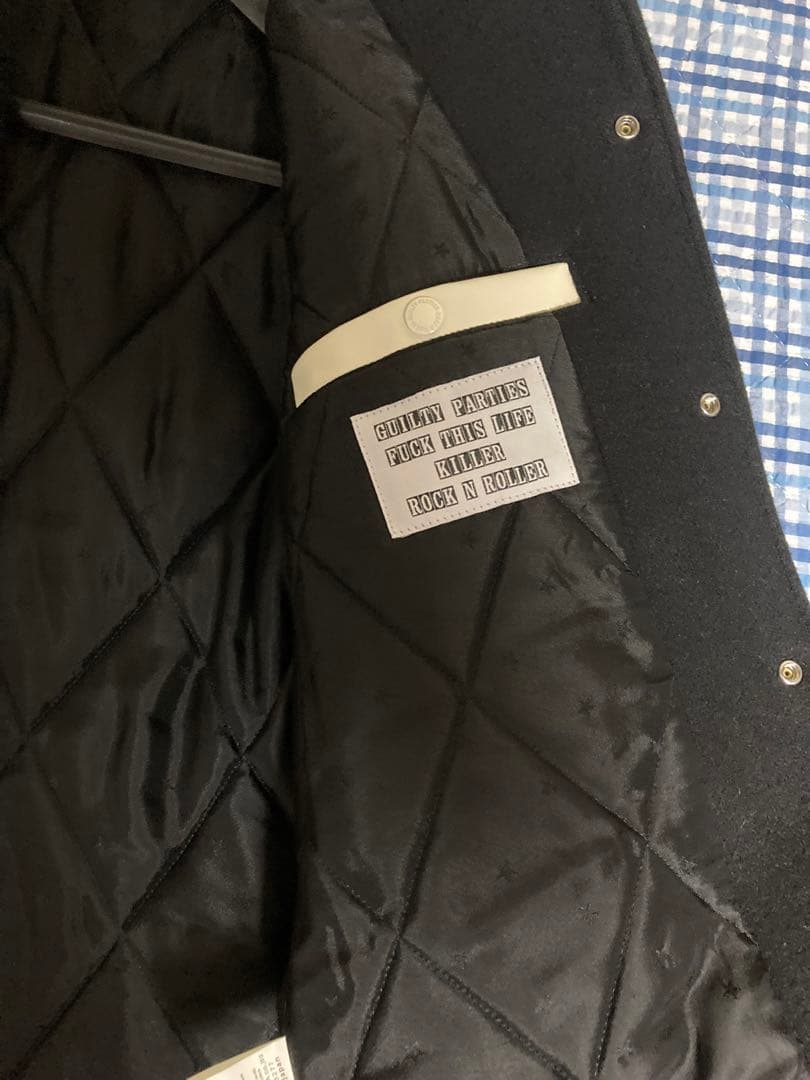 GUILTY PARTIES
FUCK THIS LIFE
KILLER
ROCK N ROLLER